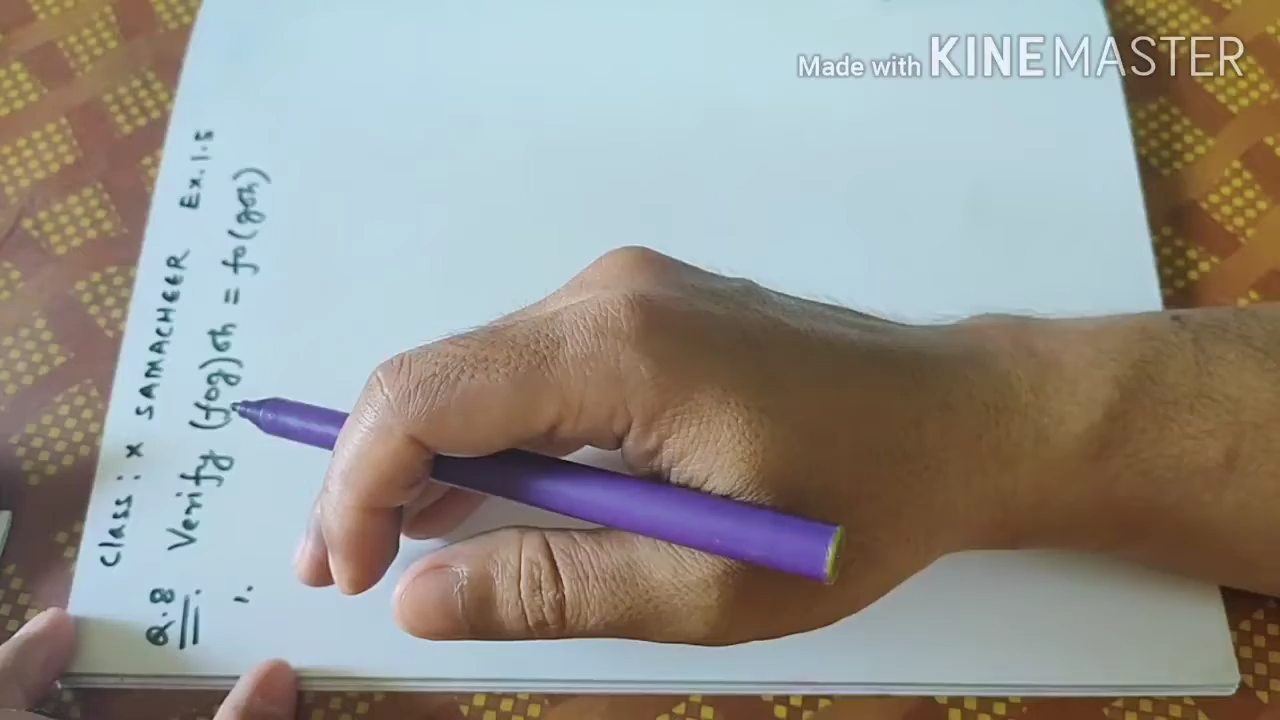 Made with KINEMASTER
Class : X SAMACHEER Ex. 1.5
Q.8. Verify (fog)oh = fo(goh)
1.